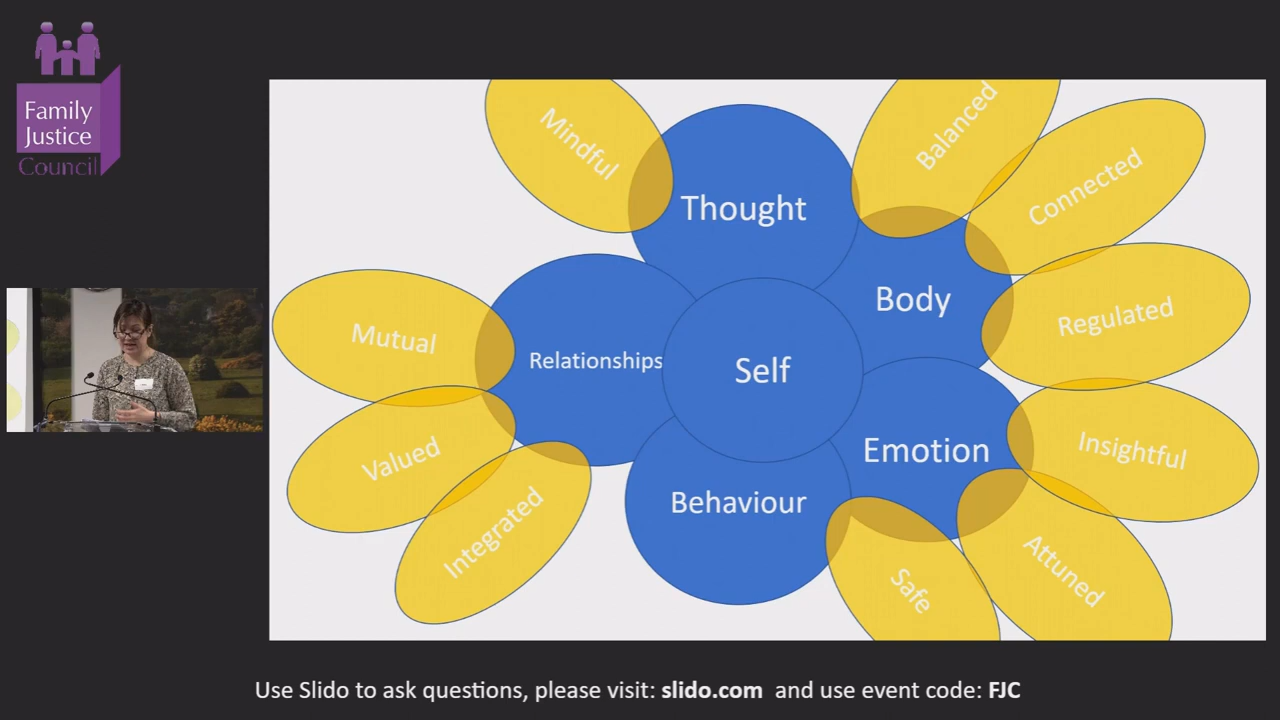 Family
Justice
Council
Mindful
Thought
Balanced
Connected
Body
Regulated
Mutual
Relationships
Self
Valued
Emotion
Insightful
Integrated
Behaviour
Safe
Attuned
Use Slido to ask questions, please visit: slido.com and use event code: FJC